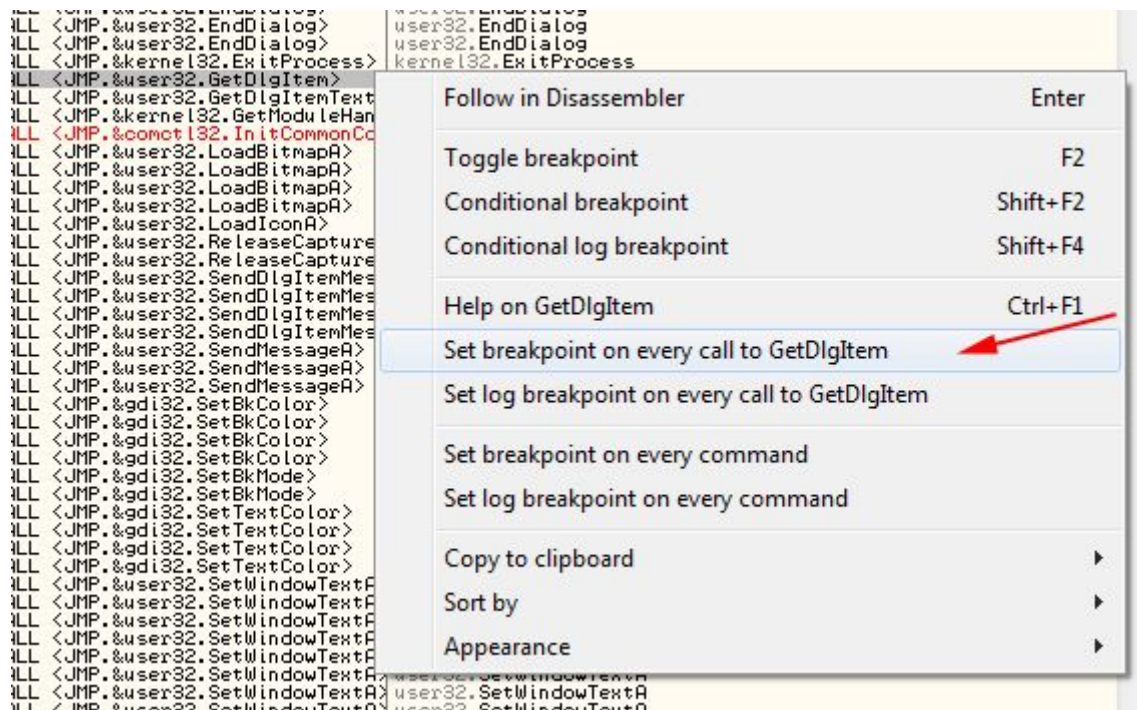 ALL <JMP.&user32.EndDialog> user32.EndDialog
ALL <JMP.&user32.EndDialog> user32.EndDialog
ALL <JMP.&kernel32.ExitProcess> kernel32.ExitProcess
ALL <JMP.&user32.GetDlgItem>
ALL <JMP.&user32.GetDlgItemText
ALL <JMP.&kernel32.GetModuleHan
ALL <JMP.&comctl32.InitCommonCo
ALL <JMP.&user32.LoadBitmapA>
ALL <JMP.&user32.LoadBitmapA>
ALL <JMP.&user32.LoadBitmapA>
ALL <JMP.&user32.LoadBitmapA>
ALL <JMP.&user32.LoadIconA>
ALL <JMP.&user32.ReleaseCapture
ALL <JMP.&user32.ReleaseCapture
ALL <JMP.&user32.SendDlgItemMes
ALL <JMP.&user32.SendDlgItemMes
ALL <JMP.&user32.SendDlgItemMes
ALL <JMP.&user32.SendDlgItemMes
ALL <JMP.&user32.SendMessageA>
ALL <JMP.&user32.SendMessageA>
ALL <JMP.&user32.SendMessageA>
ALL <JMP.&gdi32.SetBkColor>
ALL <JMP.&gdi32.SetBkColor>
ALL <JMP.&gdi32.SetBkColor>
ALL <JMP.&gdi32.SetBkMode>
ALL <JMP.&gdi32.SetBkMode>
ALL <JMP.&gdi32.SetTextColor>
ALL <JMP.&gdi32.SetTextColor>
ALL <JMP.&gdi32.SetTextColor>
ALL <JMP.&user32.SetWindowTextA
ALL <JMP.&user32.SetWindowTextA
ALL <JMP.&user32.SetWindowTextA
ALL <JMP.&user32.SetWindowTextA
ALL <JMP.&user32.SetWindowTextA
ALL <JMP.&user32.SetWindowTextA> user32.SetWindowTextA
ALL <JMP.&user32.SetWindowTextA> user32.SetWindowTextA
Follow in Disassembler Enter
Toggle breakpoint F2
Conditional breakpoint Shift+F2
Conditional log breakpoint Shift+F4
Help on GetDlgItem Ctrl+F1
Set breakpoint on every call to GetDlgItem
Set log breakpoint on every call to GetDlgItem
Set breakpoint on every command
Set log breakpoint on every command
Copy to clipboard
Sort by
Appearance